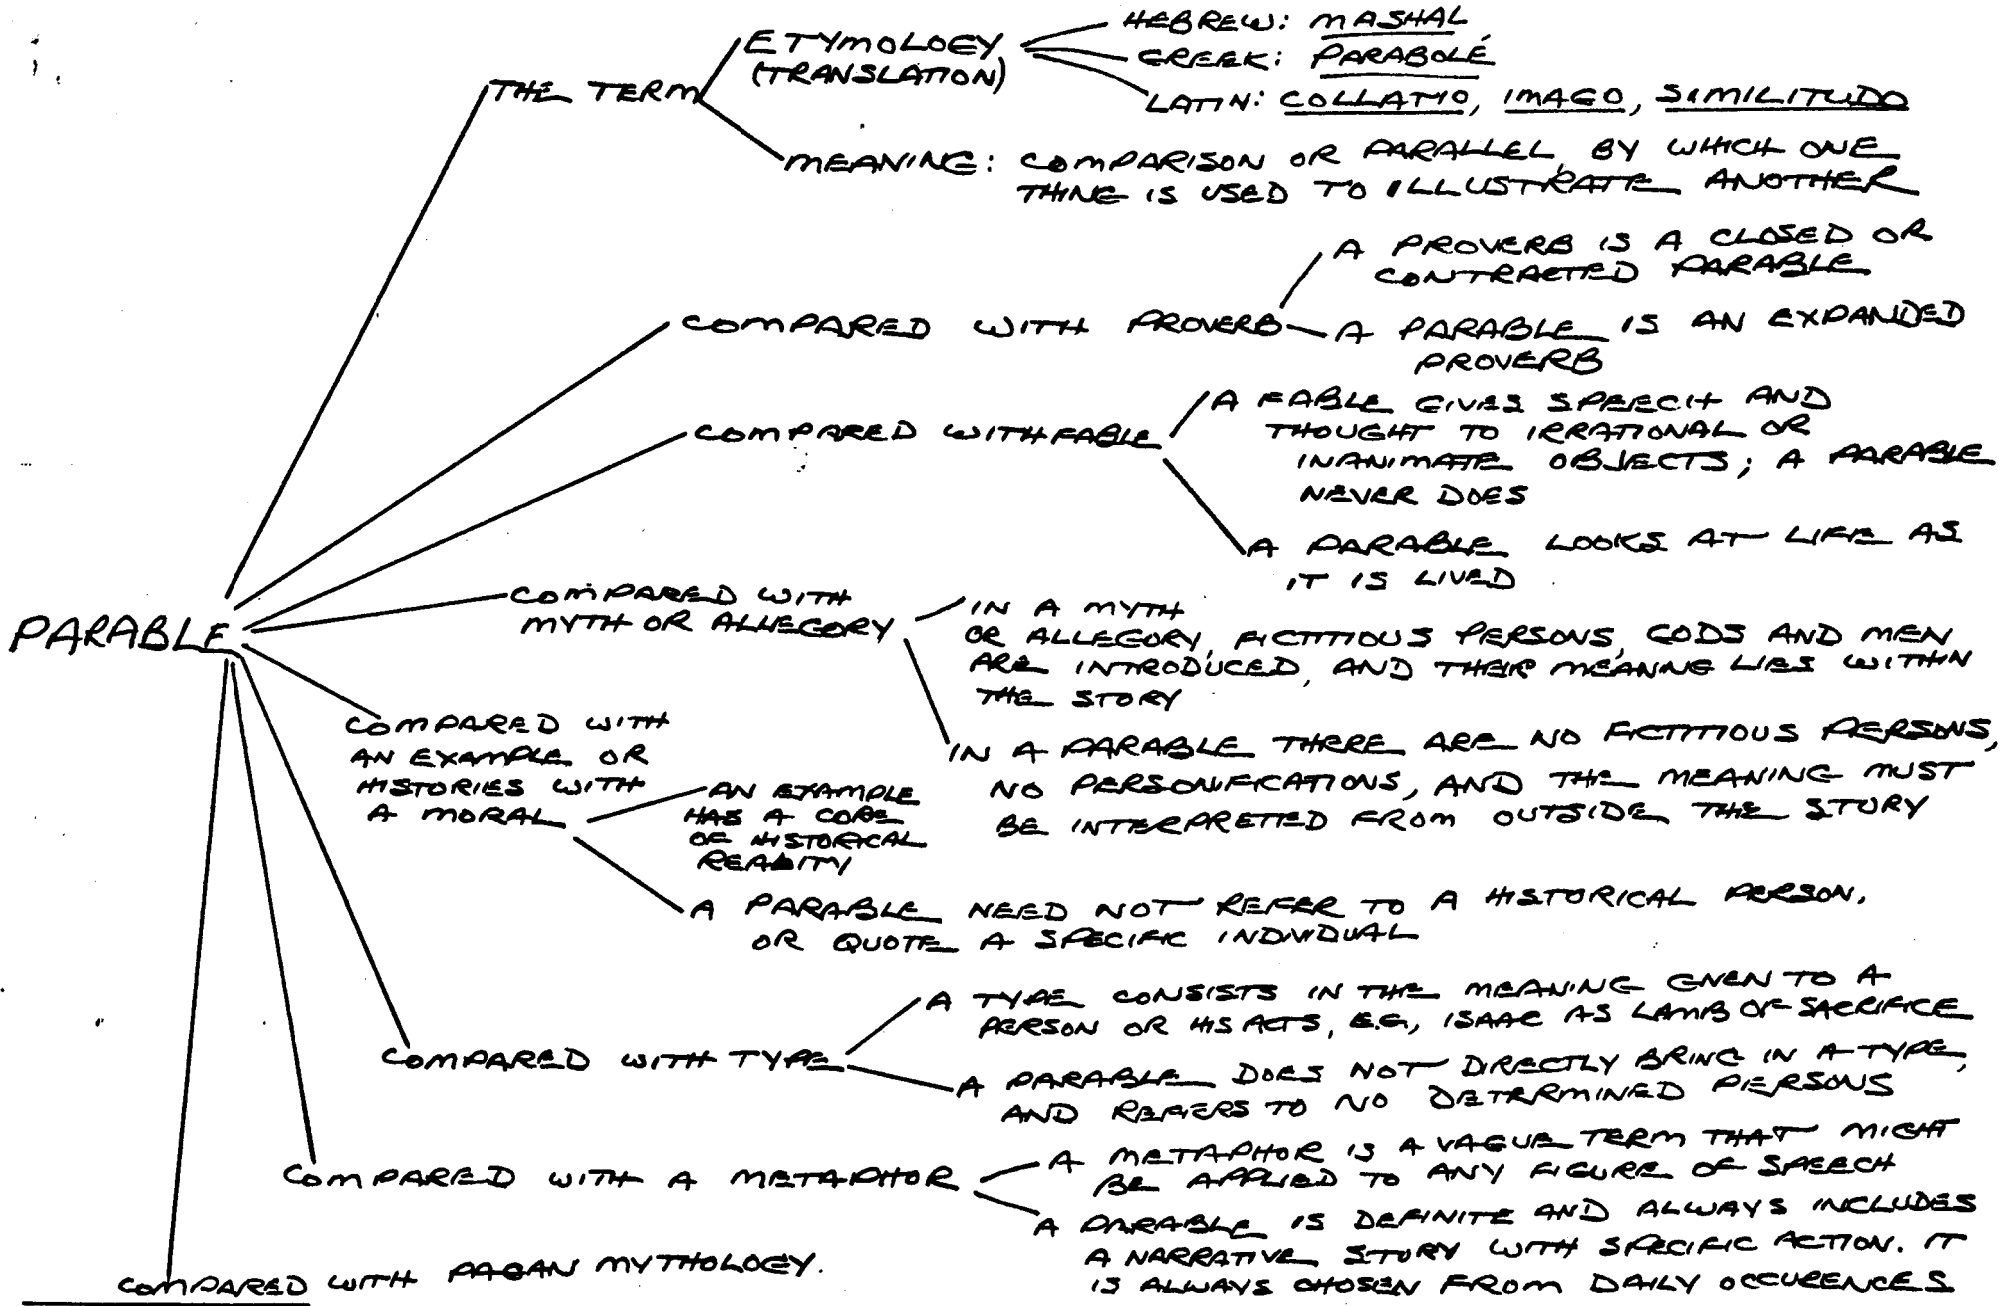 ETYMOLOGY
(TRANSLATION)
HEBREW: MASHAL
GREEK: PARABOLÉ
LATIN: COLLATIO, IMAGO, SIMILITUDO
THE TERM
MEANING: COMPARISON OR PARALLEL, BY WHICH ONE
THING IS USED TO ILLUSTRATE ANOTHER
COMPARED WITH PROVERB
A PROVERB IS A CLOSED OR
CONTRACTED PARABLE
A PARABLE IS AN EXPANDED
PROVERB
COMPARED WITH FABLE
A FABLE GIVES SPEECH AND
THOUGHT TO IRRATIONAL OR
INANIMATE OBJECTS; A PARABLE
NEVER DOES
A PARABLE LOOKS AT LIFE AS
IT IS LIVED
PARABLE
COMPARED WITH
MYTH OR ALLEGORY
IN A MYTH
OR ALLEGORY, FICTITIOUS PERSONS, GODS AND MEN
ARE INTRODUCED, AND THEIR MEANING LIES WITHIN
THE STORY
IN A PARABLE THERE ARE NO FICTITIOUS PERSONS,
NO PERSONIFICATIONS, AND THE MEANING MUST
BE INTERPRETED FROM OUTSIDE THE STORY
COMPARED WITH
AN EXAMPLE OR
HISTORIES WITH
A MORAL
AN EXAMPLE
HAS A CORE
OF HISTORICAL
REALITY
A PARABLE NEED NOT REFER TO A HISTORICAL PERSON,
OR QUOTE A SPECIFIC INDIVIDUAL
COMPARED WITH TYPE
A TYPE CONSISTS IN THE MEANING GIVEN TO A
PERSON OR HIS ACTS, E.G., ISAAC AS LAMB OF SACRIFICE
A PARABLE DOES NOT DIRECTLY BRING IN A TYPE,
AND REFERS TO NO DETERMINED PERSONS
COMPARED WITH A METAPHOR
A METAPHOR IS A VAGUE TERM THAT MIGHT
BE APPLIED TO ANY FIGURE OF SPEECH
A PARABLE IS DEFINITE AND ALWAYS INCLUDES
A NARRATIVE STORY WITH SPECIFIC ACTION. IT
IS ALWAYS CHOSEN FROM DAILY OCCURENCES
COMPARED WITH PAGAN MYTHOLOGY.